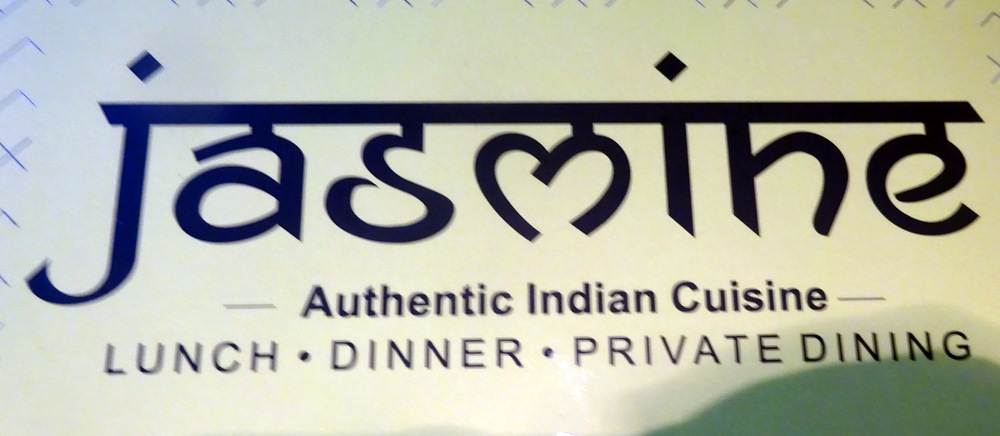 jasmine
Authentic Indian Cuisine
LUNCH • DINNER • PRIVATE DINING